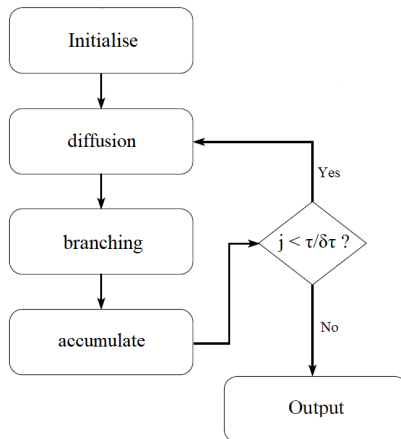 Initialise
diffusion
Yes
branching
j < τ/δτ ?
accumulate
No
Output